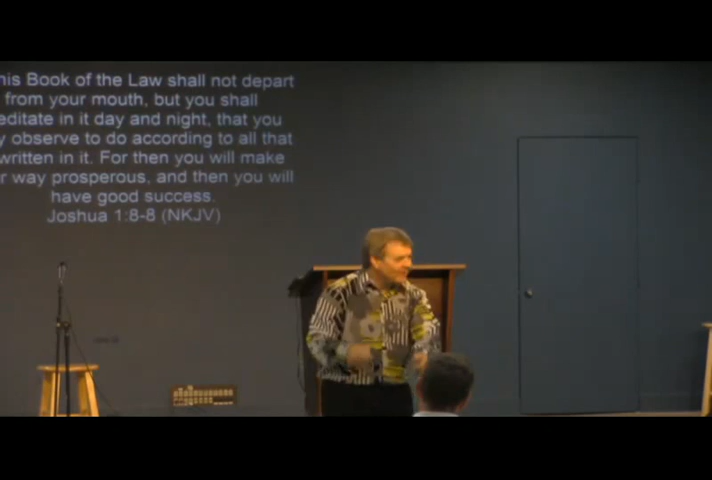 his Book of the Law shall not depart
from your mouth, but you shall
editate in it day and night, that you
y observe to do according to all that
written in it. For then you will make
r way prosperous, and then you will
have good success.
Joshua 1:8-8 (NKJV)